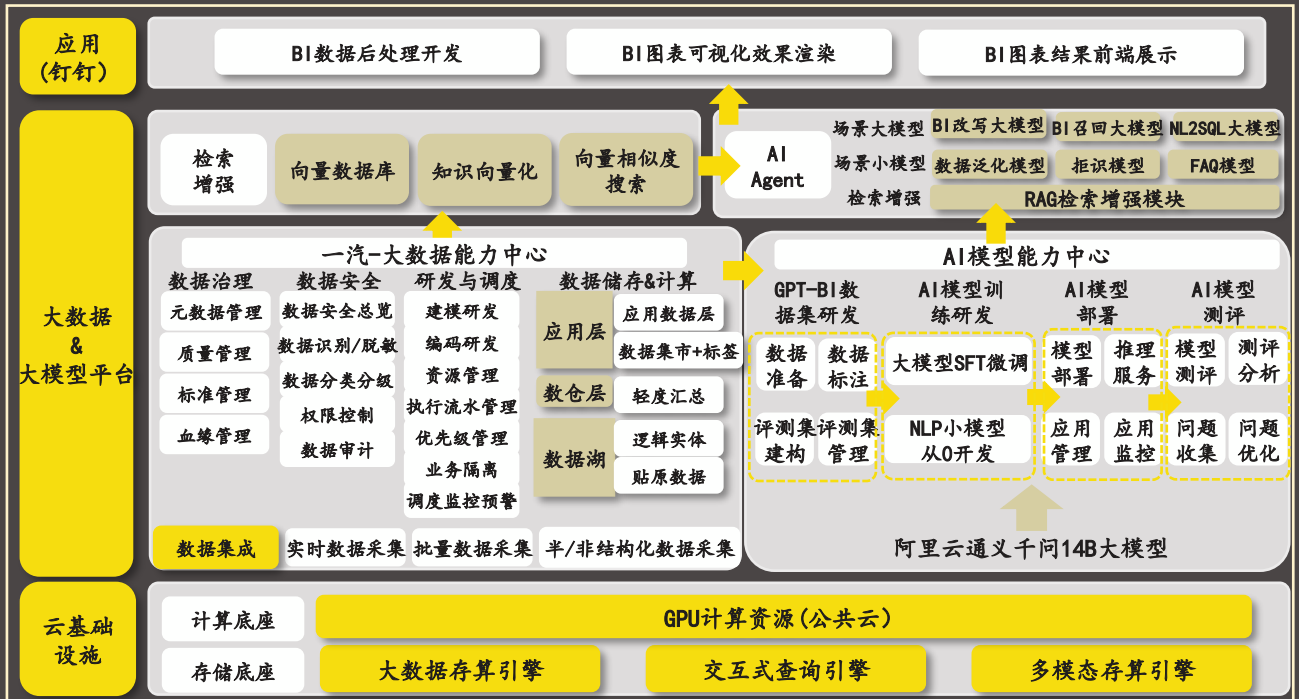 应用
(钉钉)
BI数据后处理开发
BI图表可视化效果渲染
BI图表结果前端展示
大数据
&
大模型平台
检索
增强
向量数据库
知识向量化
向量相似度
搜索
AI
Agent
场景大模型
BI改写大模型
BI召回大模型
NL2SQL大模型
场景小模型
数据泛化模型
拒识模型
FAQ模型
检索增强
RAG检索增强模块
一汽-大数据能力中心
数据治理
元数据管理
质量管理
标准管理
血缘管理
数据安全
数据安全总览
数据识别/脱敏
数据分类分级
权限控制
数据审计
研发与调度
建模研发
编码研发
资源管理
执行流水管理
优先级管理
业务隔离
调度监控预警
数据储存&计算
应用层
应用数据层
数据集市+标签
数仓层
轻度汇总
数据湖
逻辑实体
贴原数据
数据集成
实时数据采集
批量数据采集
半/非结构化数据采集
AI模型能力中心
GPT-BI数
据集研发
数据
准备
数据
标注
评测集
建构
评测集
管理
AI模型训
练研发
大模型SFT微调
NLP小模型
从0开发
AI模型
部署
模型
部署
推理
服务
应用
管理
应用
监控
AI模型
测评
模型
测评
测评
分析
问题
收集
问题
优化
阿里云通义千问14B大模型
云基础
设施
计算底座
GPU计算资源(公共云)
存储底座
大数据存算引擎
交互式查询引擎
多模态存算引擎